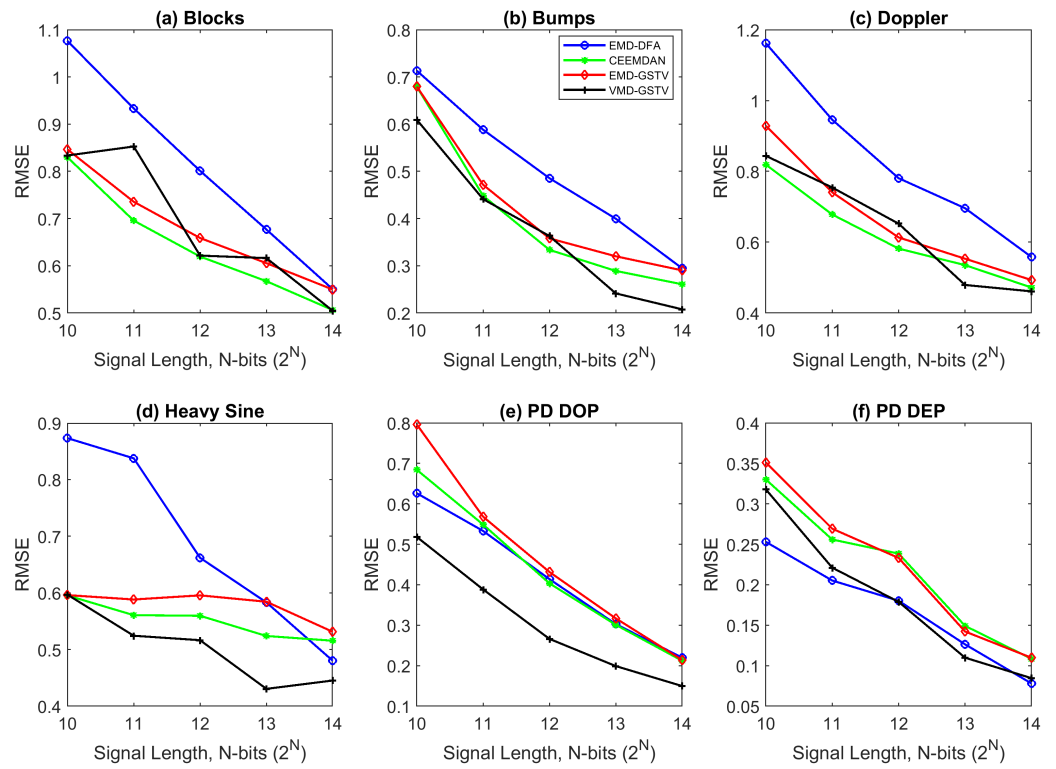 (a) Blocks
1.1
1
0.9
0.8
0.7
0.6
0.5
RMSE
10 11 12 13 14
Signal Length, N-bits (2^N)
(b) Bumps
0.8
0.7
0.6
0.5
0.4
0.3
0.2
RMSE
EMD-DFA
CEEMDAN
EMD-GSTV
VMD-GSTV
10 11 12 13 14
Signal Length, N-bits (2^N)
(c) Doppler
1.2
1
0.8
0.6
0.4
RMSE
10 11 12 13 14
Signal Length, N-bits (2^N)
(d) Heavy Sine
0.9
0.8
0.7
0.6
0.5
0.4
RMSE
10 11 12 13 14
Signal Length, N-bits (2^N)
(e) PD DOP
0.8
0.7
0.6
0.5
0.4
0.3
0.2
0.1
RMSE
10 11 12 13 14
Signal Length, N-bits (2^N)
(f) PD DEP
0.4
0.35
0.3
0.25
0.2
0.15
0.1
0.05
RMSE
10 11 12 13 14
Signal Length, N-bits (2^N)